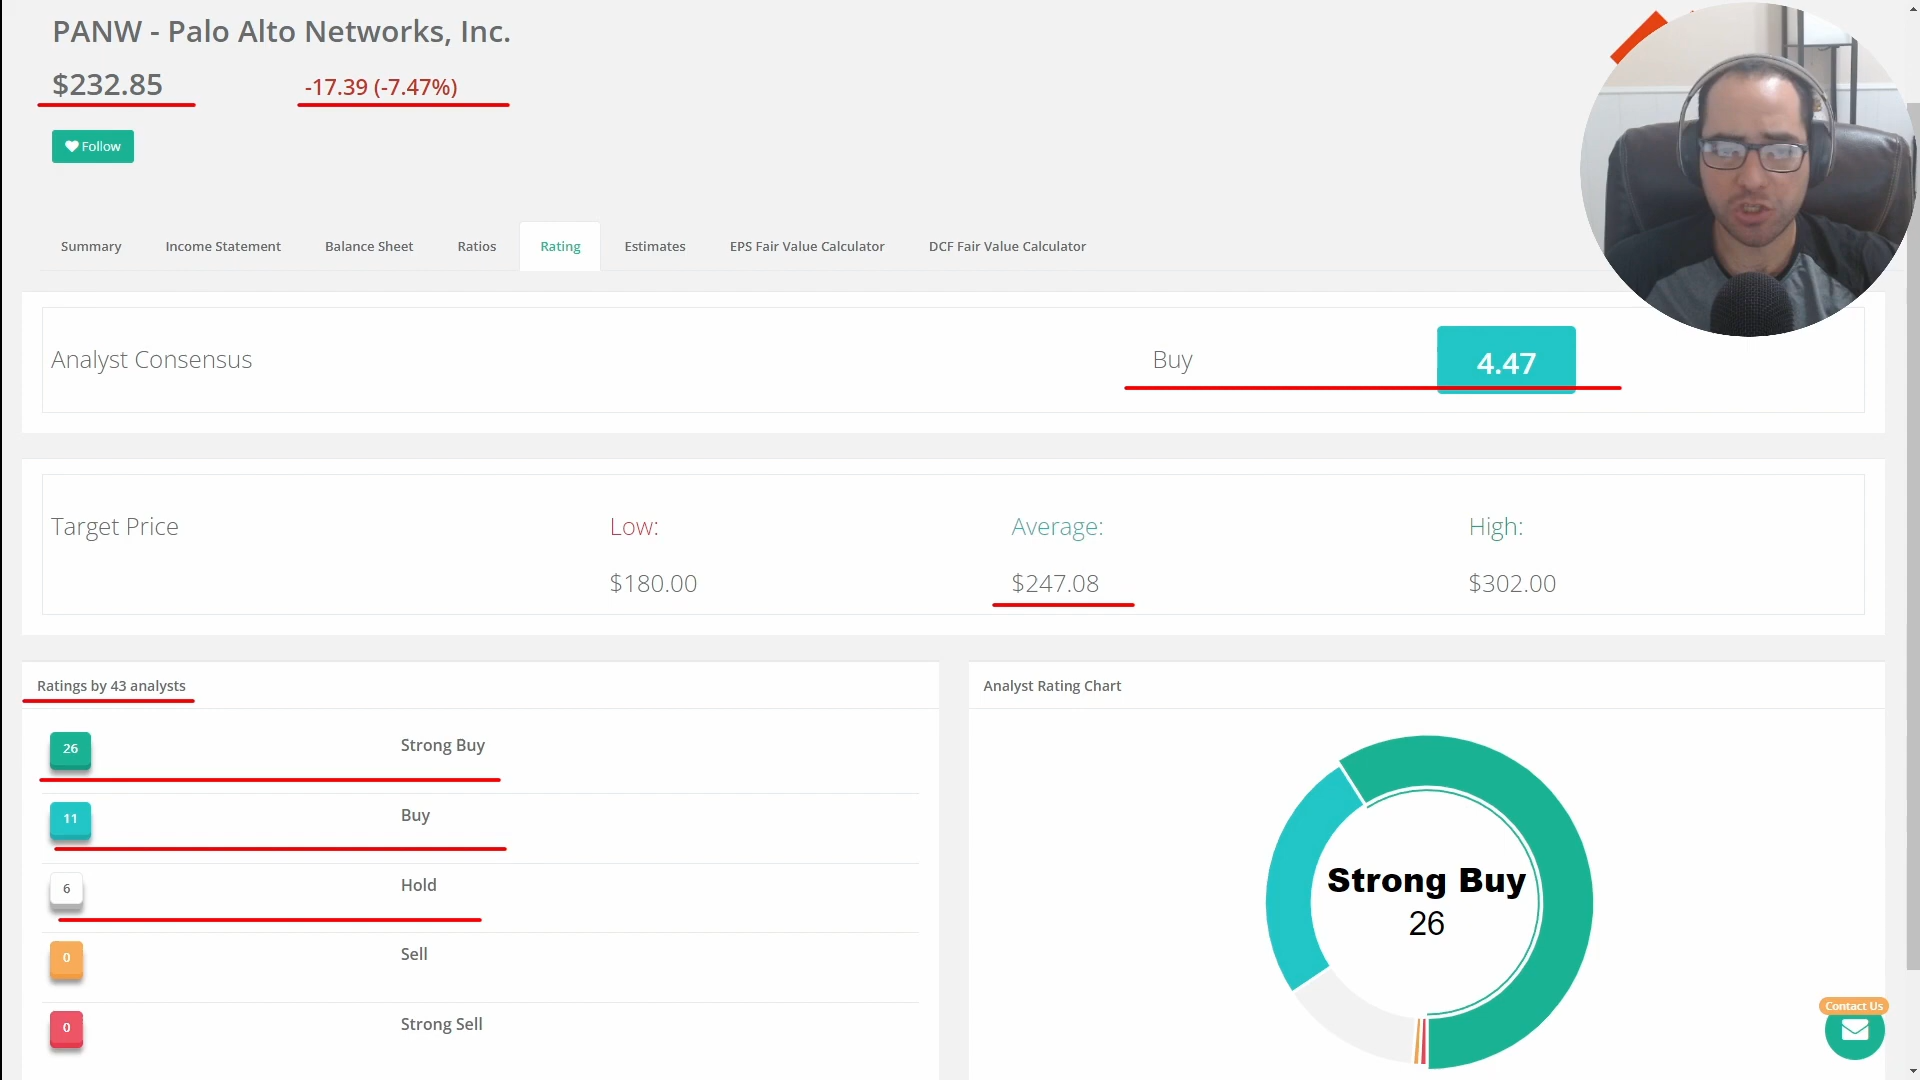 PANW - Palo Alto Networks, Inc.
$232.85
-17.39 (-7.47%)
Follow
Summary Income Statement Balance Sheet Ratios Rating Estimates EPS Fair Value Calculator DCF Fair Value Calculator
Analyst Consensus
Buy
4.47
Target Price
Low:
Average:
High:
$180.00
$247.08
$302.00
Ratings by 43 analysts
26 Strong Buy
11 Buy
6 Hold
0 Sell
0 Strong Sell
Analyst Rating Chart
Strong Buy
26
Contact Us